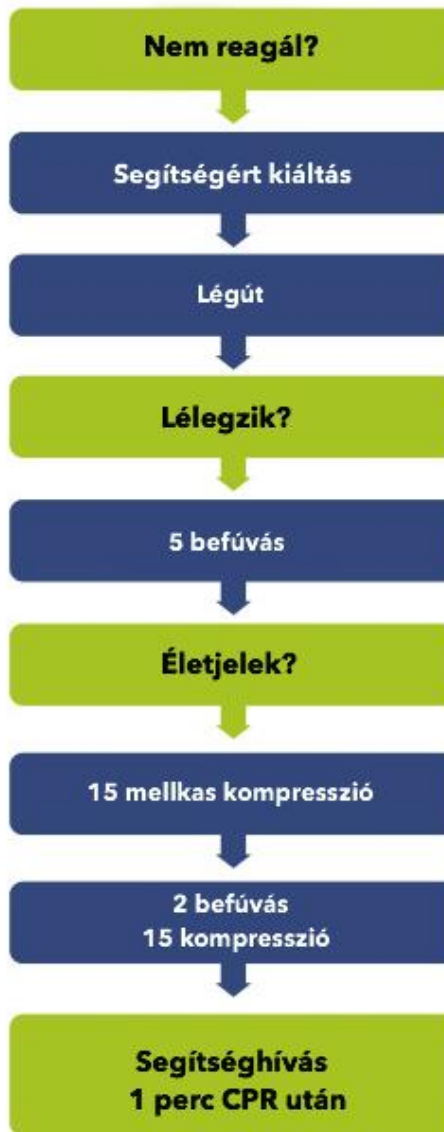 Nem reagál?
Segítségért kiáltás
Légút
Lélegzik?
5 befúvás
Életjelek?
15 mellkas kompresszió
2 befúvás
15 kompresszió
Segítséghívás
1 perc CPR után